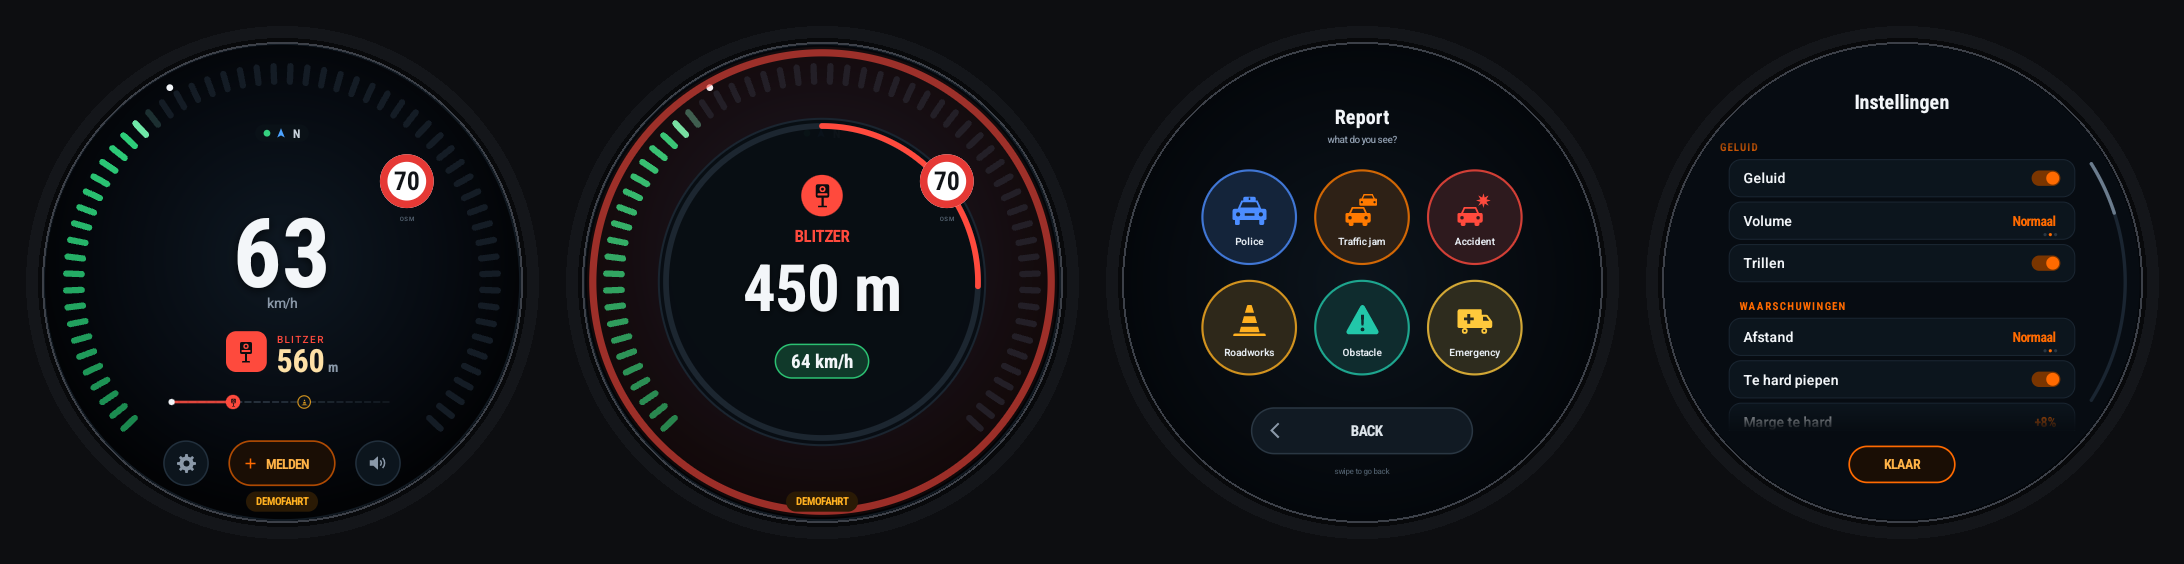 N
70
OSM
63
km/h
BLITZER
560 m
+ MELDEN
DEMOFAHRT
70
OSM
BLITZER
450 m
64 km/h
DEMOFAHRT
Report
what do you see?
Police
Traffic jam
Accident
Roadworks
Obstacle
Emergency
BACK
swipe to go back
Instellingen
GELUID
Geluid
Volume Normaal
Trillen
WAARSCHUWINGEN
Afstand Normaal
Te hard piepen
Marge te hard +8%
KLAAR